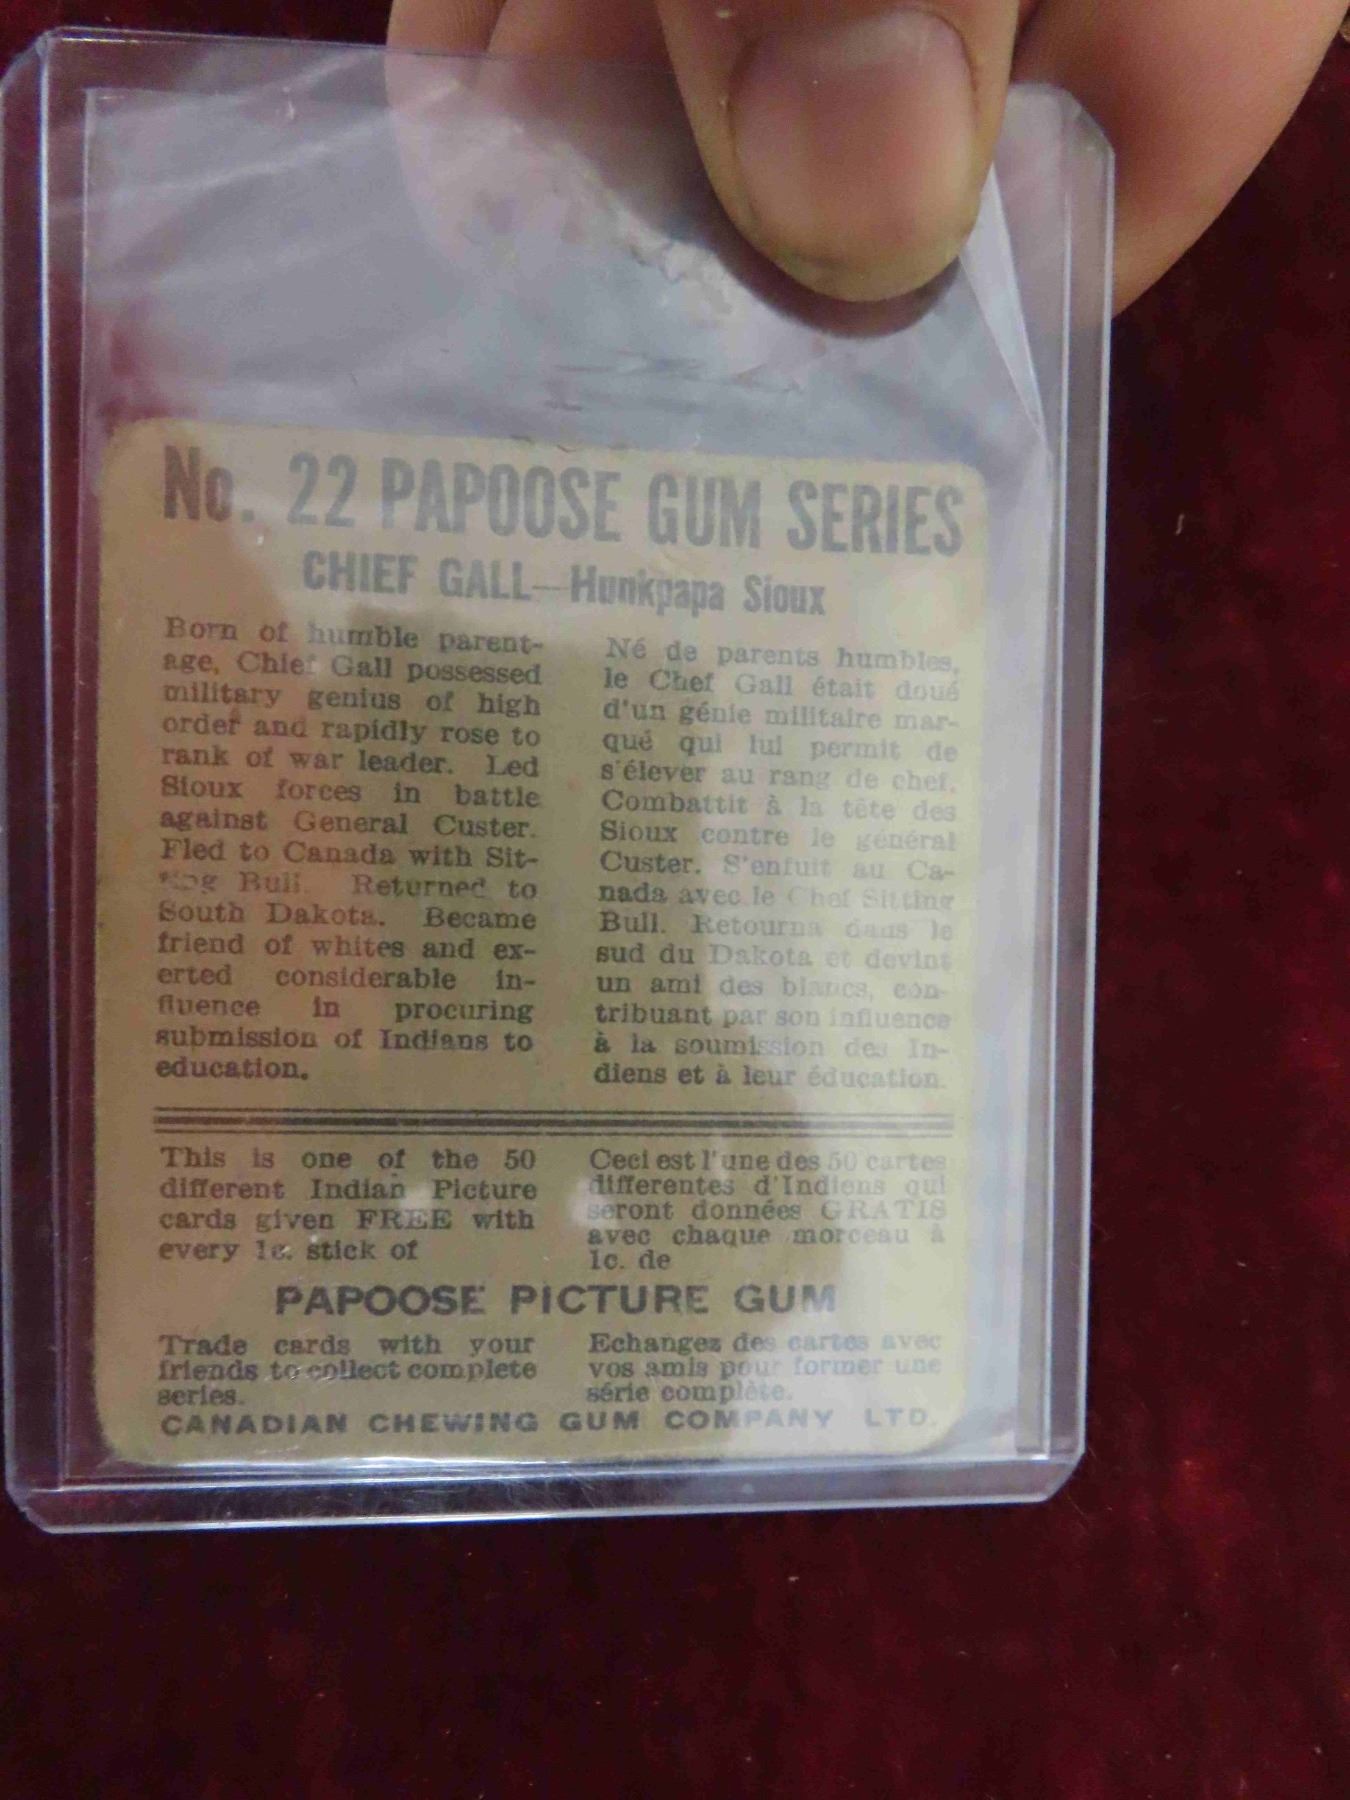 No. 22 PAPOOSE GUM SERIES
CHIEF GALL—Hunkpapa Sioux
Born of humble parent-
age, Chief Gall possessed
military genius of high
order and rapidly rose to
rank of war leader. Led
Sioux forces in battle
against General Custer.
Fled to Canada with Sit-
ting Bull. Returned to
South Dakota. Became
friend of whites and ex-
erted considerable in-
fluence in procuring
submission of Indians to
education.
Né de parents humbles,
le Chef Gall était doué
d'un génie militaire mar-
qué qui lui permit de
s'élever au rang de chef.
Combattit à la tête des
Sioux contre le général
Custer. S'enfuit au Ca-
nada avec le Chef Sitting
Bull. Retourna dans le
sud du Dakota et devint
un ami des blancs, con-
tribuant par son influence
à la soumission des In-
diens et à leur éducation.
This is one of the 50
different Indian Picture
cards given FREE with
every 1c. stick of
Ceci est l'une des 50 cartes
differentes d'Indiens qui
seront données GRATIS
avec chaque morceau à
1c. de
PAPOOSE PICTURE GUM
Trade cards with your
friends to collect complete
series.
Echangez des cartes avec
vos amis pour former une
série complète.
CANADIAN CHEWING GUM COMPANY LTD.